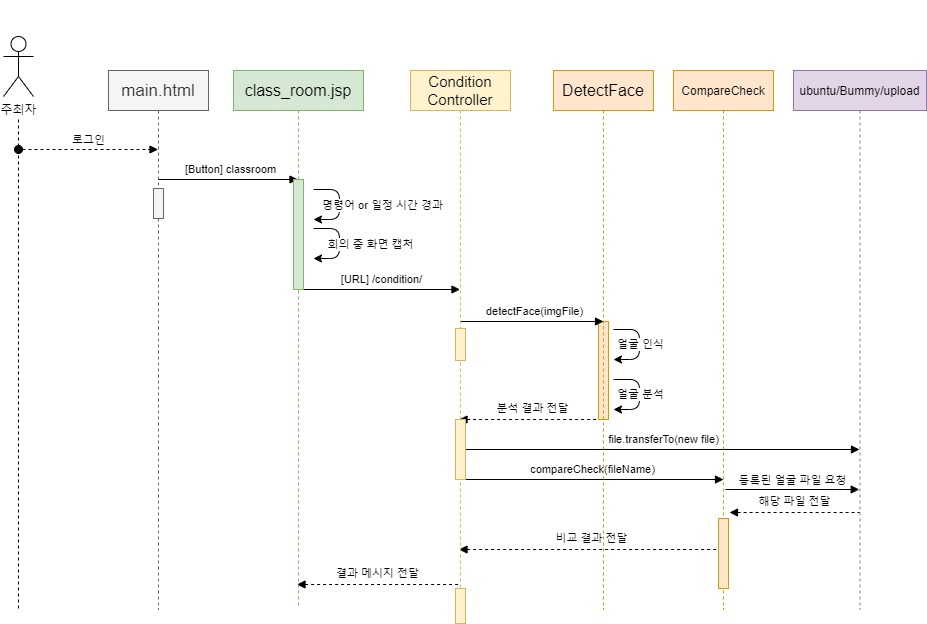 주최자
main.html
class_room.jsp
Condition
Controller
DetectFace
CompareCheck
ubuntu/Bummy/upload
로그인
[Button] classroom
명령어 or 일정 시간 경과
회의 중 화면 캡처
[URL] /condition/
detectFace(imgFile)
얼굴 인식
얼굴 분석
분석 결과 전달
file.transferTo(new file)
compareCheck(fileName)
등록된 얼굴 파일 요청
해당 파일 전달
비교 결과 전달
결과 메시지 전달